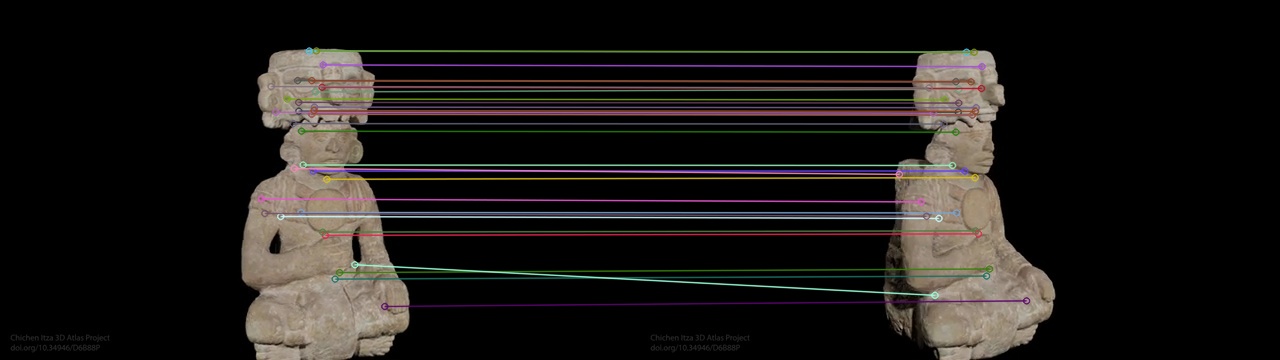 Chichen Itza 3D Atlas Project
doi.org/10.34946/D6B88P
Chichen Itza 3D Atlas Project
doi.org/10.34946/D6B88P